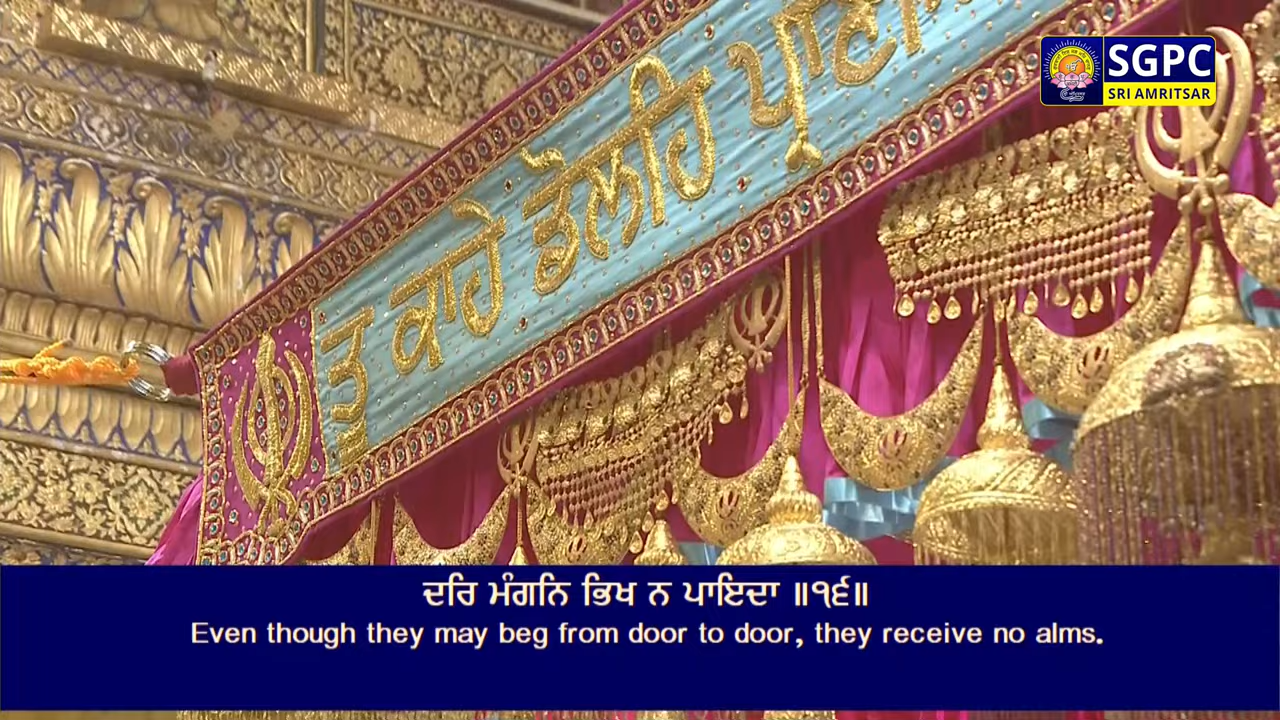 SGPC
SRI AMRITSAR
ਤੂ ਕਾਹੇ ਡੋਲਹਿ ਪ੍ਰਾਣੀ
ਦਰਿ ਮੰਗਨਿ ਭਿਖ ਨ ਪਾਇਦਾ ॥੧੬॥
Even though they may beg from door to door, they receive no alms.